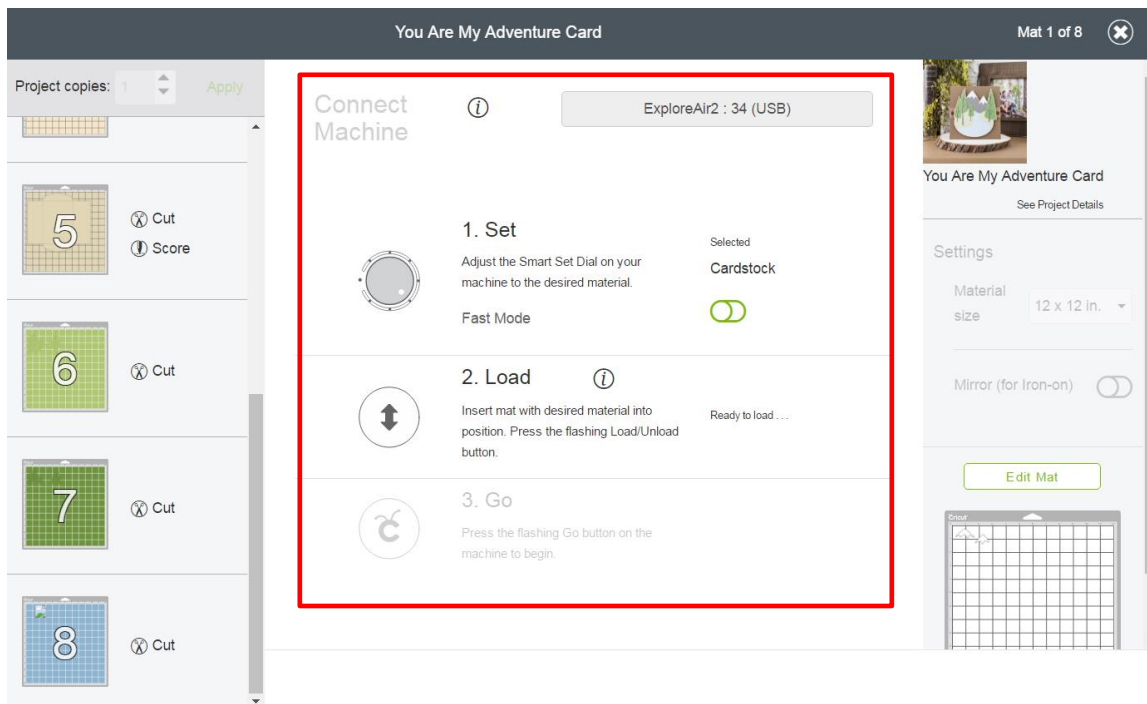 You Are My Adventure Card
Mat 1 of 8
Project copies:
1
Apply
5
Cut
Score
6
Cut
7
Cut
8
Cut
Connect
Machine
ExploreAir2 : 34 (USB)
1. Set
Adjust the Smart Set Dial on your
machine to the desired material.
Fast Mode
Selected
Cardstock
2. Load
Insert mat with desired material into
position. Press the flashing Load/Unload
button.
Ready to load . . .
3. Go
Press the flashing Go button on the
machine to begin.
You Are My Adventure Card
See Project Details
Settings
Material
size
12 x 12 in.
Mirror (for Iron-on)
Edit Mat
Cricut